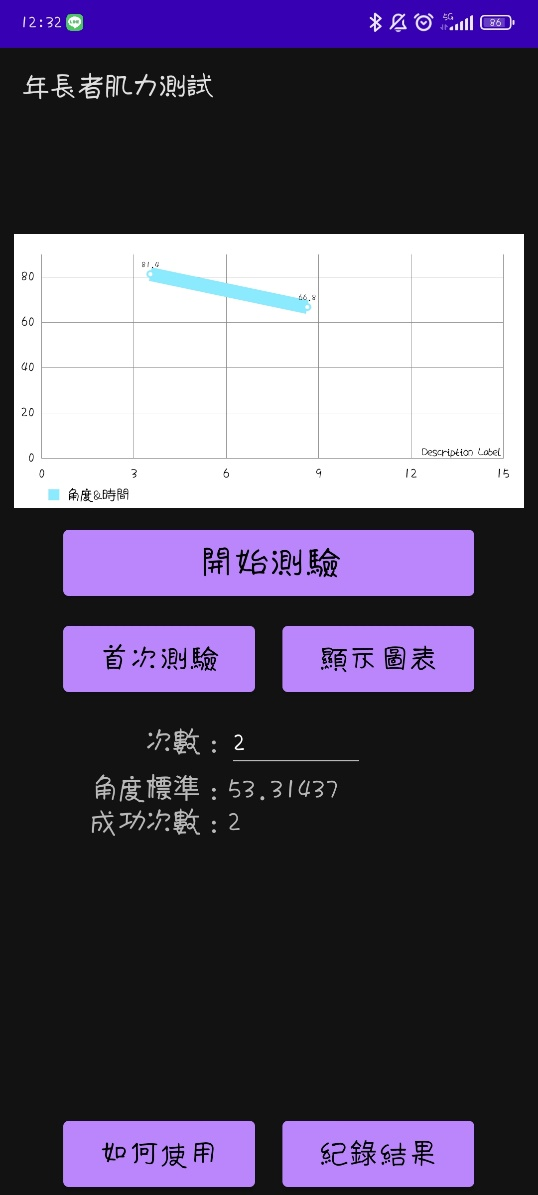 12:32 LINE 5G 86
年長者肌力測試
81.4
66.8
80
60
40
20
0
Description Label
0 3 6 9 12 15
角度&時間
開始測驗
首次測驗 顯示圖表
次數：2
角度標準：53.31437
成功次數：2
如何使用 紀錄結果